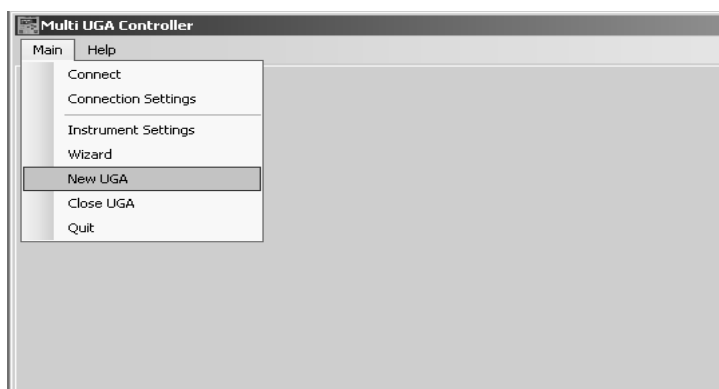 Multi UGA Controller
Main Help
Connect
Connection Settings
Instrument Settings
Wizard
New UGA
Close UGA
Quit